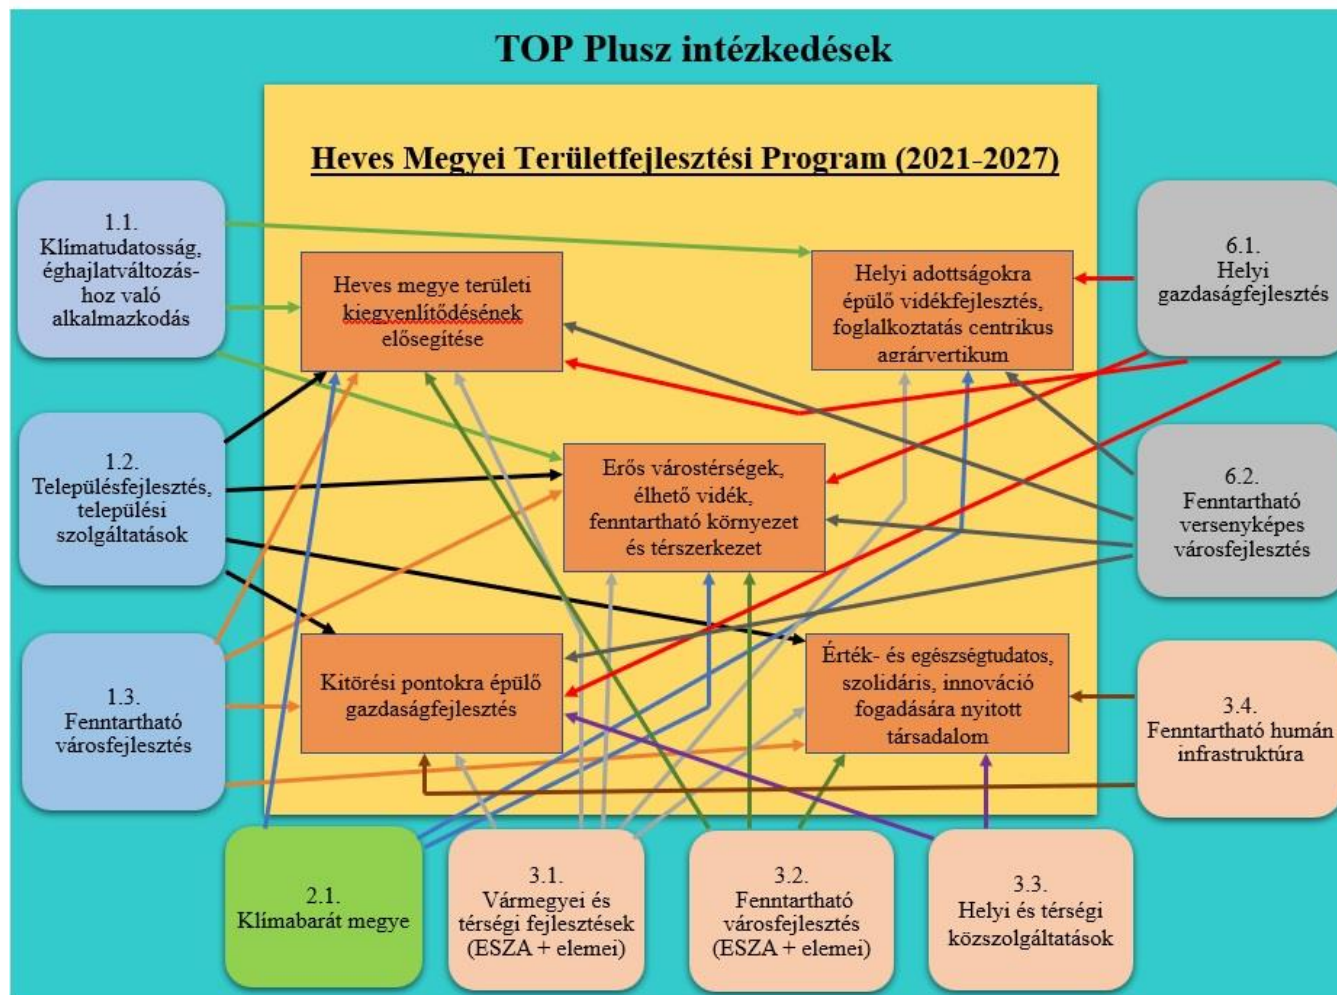 TOP Plusz intézkedések
Heves Megyei Területfejlesztési Program (2021-2027)
1.1.
Klímatudatosság,
éghajlatváltozás-
hoz való
alkalmazkodás
Heves megye területi
kiegyenlítődésének
elősegítése
Helyi adottságokra
épülő vidékfejlesztés,
foglalkoztatás centrikus
agrárvertikum
6.1.
Helyi
gazdaságfejlesztés
1.2.
Településfejlesztés,
települési
szolgáltatások
Erős várostérségek,
élhető vidék,
fenntartható környezet
és térszerkezet
6.2.
Fenntartható
versenyképes
városfejlesztés
1.3.
Fenntartható
városfejlesztés
Kitörési pontokra épülő
gazdaságfejlesztés
Érték- és egészségtudatos,
szolidáris, innováció
fogadására nyitott
társadalom
3.4.
Fenntartható humán
infrastruktúra
2.1.
Klímabarát megye
3.1.
Vármegyei és
térségi fejlesztések
(ESZA + elemei)
3.2.
Fenntartható
városfejlesztés
(ESZA + elemei)
3.3.
Helyi és térségi
közszolgáltatások